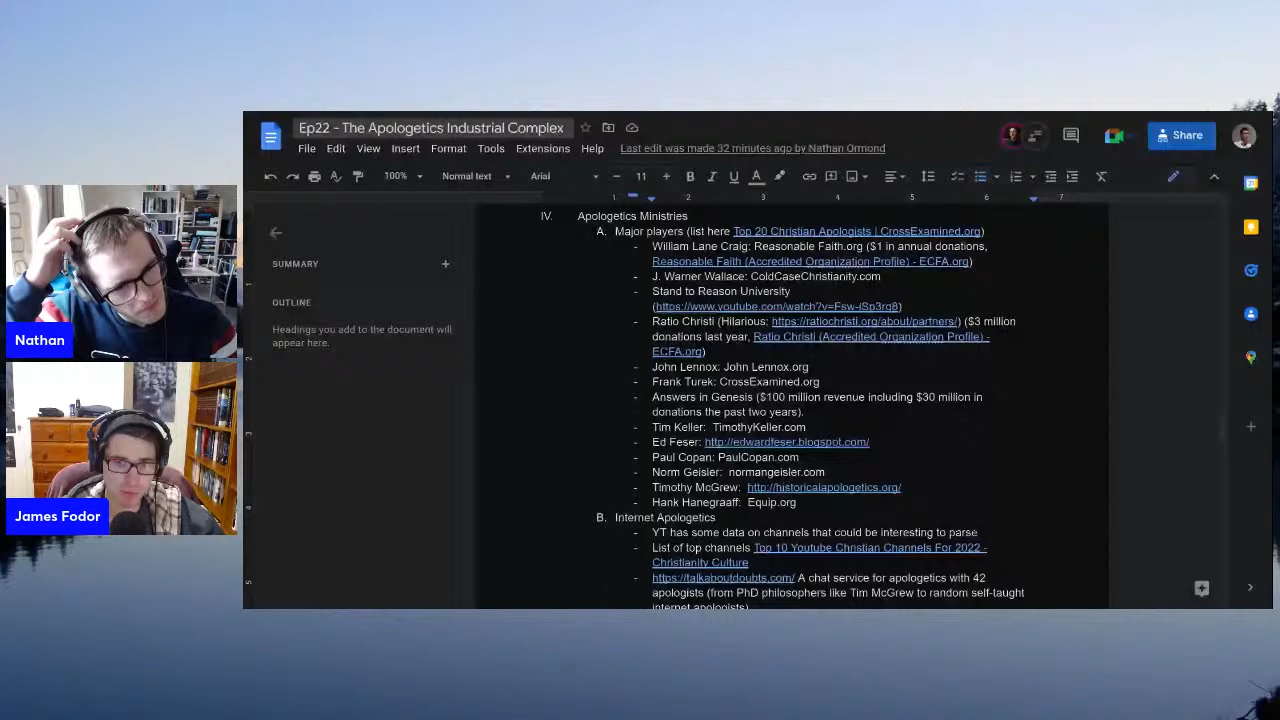 Ep22 - The Apologetics Industrial Complex
File Edit View Insert Format Tools Extensions Help Last edit was made 32 minutes ago by Nathan Ormond
Share
100% Normal text Arial 11
1 2 3 4 5 6 7
SUMMARY
OUTLINE
Headings you add to the document will
appear here.
IV. Apologetics Ministries
A. Major players (list here Top 20 Christian Apologists | CrossExamined.org)
- William Lane Craig: Reasonable Faith.org ($1 in annual donations,
Reasonable Faith (Accredited Organization Profile) - ECFA.org)
- J. Warner Wallace: ColdCaseChristianity.com
- Stand to Reason University
(https://www.youtube.com/watch?v=Fsw-iSp3rq8)
- Ratio Christi (Hilarious: https://ratiochristi.org/about/partners/) ($3 million
donations last year, Ratio Christi (Accredited Organization Profile) -
ECFA.org)
- John Lennox: John Lennox.org
- Frank Turek: CrossExamined.org
- Answers in Genesis ($100 million revenue including $30 million in
donations the past two years).
- Tim Keller: TimothyKeller.com
- Ed Feser: http://edwardfeser.blogspot.com/
- Paul Copan: PaulCopan.com
- Norm Geisler: normangeisler.com
- Timothy McGrew: http://historicalapologetics.org/
- Hank Hanegraaff: Equip.org
B. Internet Apologetics
- YT has some data on channels that could be interesting to parse
- List of top channels Top 10 Youtube Christian Channels For 2022 -
Christianity Culture
- https://talkaboutdoubts.com/ A chat service for apologetics with 42
apologists (from PhD philosophers like Tim McGrew to random self-taught
internet apologists)
Nathan
James Fodor